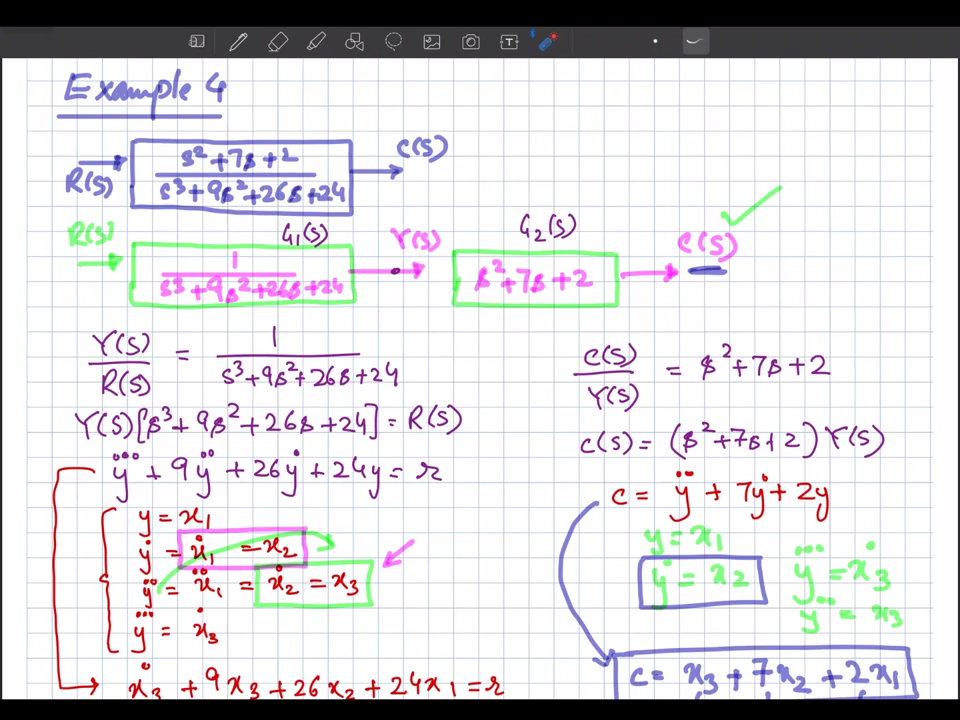 Example 4
R(s) s² + 7s + 2 / s³ + 9s² + 26s + 24 C(s)
G₁(s) G₂(s)
R(s) 1 / s³ + 9s² + 26s + 24 Y(s) s² + 7s + 2 C(s)
Y(s) / R(s) = 1 / s³ + 9s² + 26s + 24
Y(s)[s³ + 9s² + 26s + 24] = R(s)
y⃛ + 9ÿ + 26ẏ + 24y = r
y = x₁
ẏ = ẋ₁ = x₂
ÿ = ẍ₁ = ẋ₂ = x₃
y⃛ = ẋ₃
ẋ₃ + 9x₃ + 26x₂ + 24x₁ = r
C(s) / Y(s) = s² + 7s + 2
C(s) = (s² + 7s + 2) Y(s)
c = ÿ + 7ẏ + 2y
y = x₁
ẏ = x₂
y⃛ = ẋ₃
ÿ = x₃
c = x₃ + 7x₂ + 2x₁